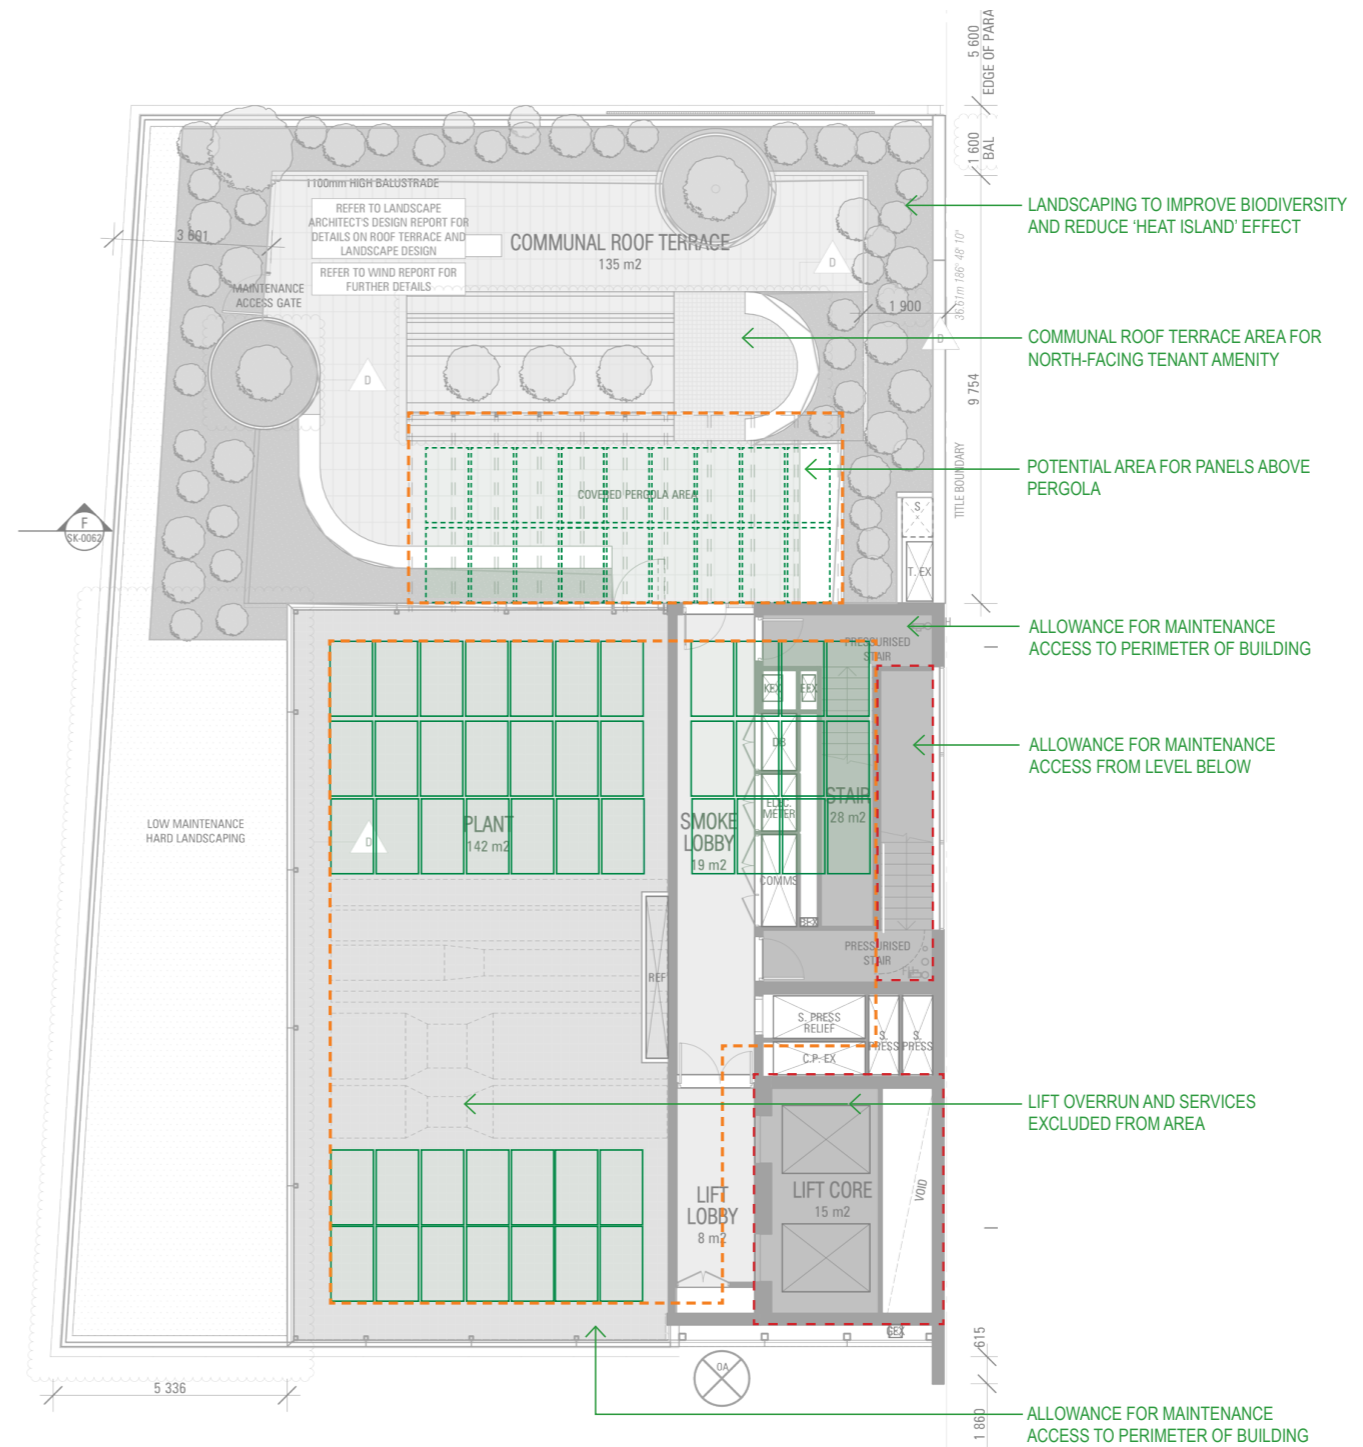 5 600
EDGE OF PARA
1 600
BAL
1100mm HIGH BALUSTRADE
REFER TO LANDSCAPE
ARCHITECT'S DESIGN REPORT FOR
DETAILS ON ROOF TERRACE AND
LANDSCAPE DESIGN
REFER TO WIND REPORT FOR
FURTHER DETAILS
COMMUNAL ROOF TERRACE
135 m2
LANDSCAPING TO IMPROVE BIODIVERSITY
AND REDUCE ‘HEAT ISLAND’ EFFECT
3 601
D
MAINTENANCE
ACCESS GATE
36.61m 186° 48' 10"
1 900
D
COMMUNAL ROOF TERRACE AREA FOR
NORTH-FACING TENANT AMENITY
D
9 754
POTENTIAL AREA FOR PANELS ABOVE
PERGOLA
COVERED PERGOLA AREA
TITLE BOUNDARY
F
SK-0062
S.
T. EX
ALLOWANCE FOR MAINTENANCE
ACCESS TO PERIMETER OF BUILDING
PRESSURISED
STAIR
KEX
EEX
DB
ALLOWANCE FOR MAINTENANCE
ACCESS FROM LEVEL BELOW
LOW MAINTENANCE
HARD LANDSCAPING
PLANT
142 m2
D
SMOKE
LOBBY
19 m2
ELEC.
METER
STAIR
28 m2
COMMS
PRESSURISED
STAIR
REF
S. PRESS
RELIEF
C.P. EX
S.
PRESS
S.
PRESS
LIFT OVERRUN AND SERVICES
EXCLUDED FROM AREA
LIFT
LOBBY
8 m2
LIFT CORE
15 m2
VOID
GEX
615
OA
5 336
1 860
ALLOWANCE FOR MAINTENANCE
ACCESS TO PERIMETER OF BUILDING